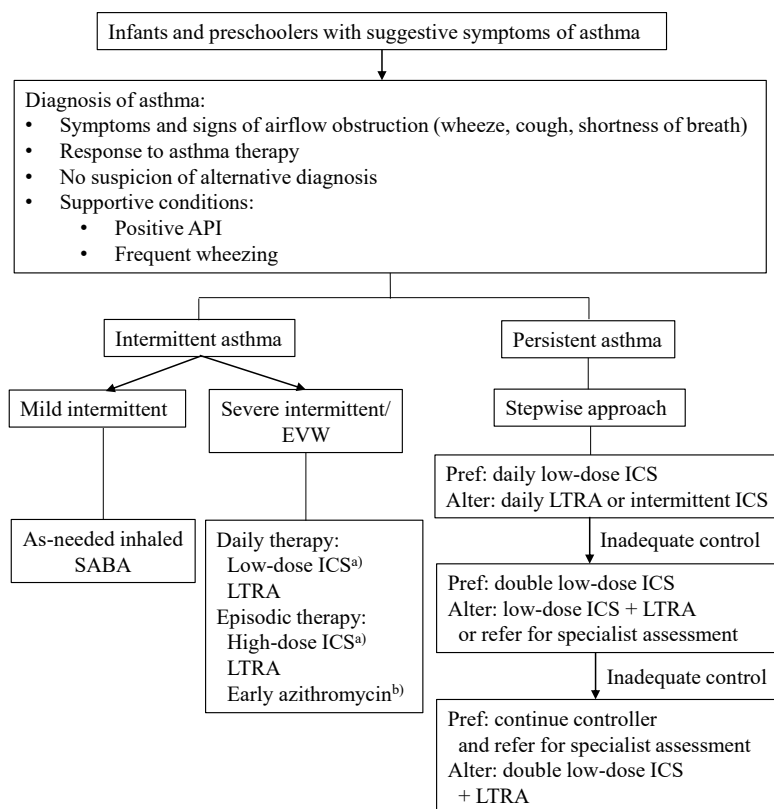 Infants and preschoolers with suggestive symptoms of asthma
Diagnosis of asthma:
• Symptoms and signs of airflow obstruction (wheeze, cough, shortness of breath)
• Response to asthma therapy
• No suspicion of alternative diagnosis
• Supportive conditions:
• Positive API
• Frequent wheezing
Intermittent asthma
Persistent asthma
Mild intermittent
Severe intermittent/
EVW
Stepwise approach
As-needed inhaled
SABA
Daily therapy:
Low-dose ICSa)
LTRA
Episodic therapy:
High-dose ICSa)
LTRA
Early azithromycinb)
Pref: daily low-dose ICS
Alter: daily LTRA or intermittent ICS
Inadequate control
Pref: double low-dose ICS
Alter: low-dose ICS + LTRA
or refer for specialist assessment
Inadequate control
Pref: continue controller
and refer for specialist assessment
Alter: double low-dose ICS
+ LTRA